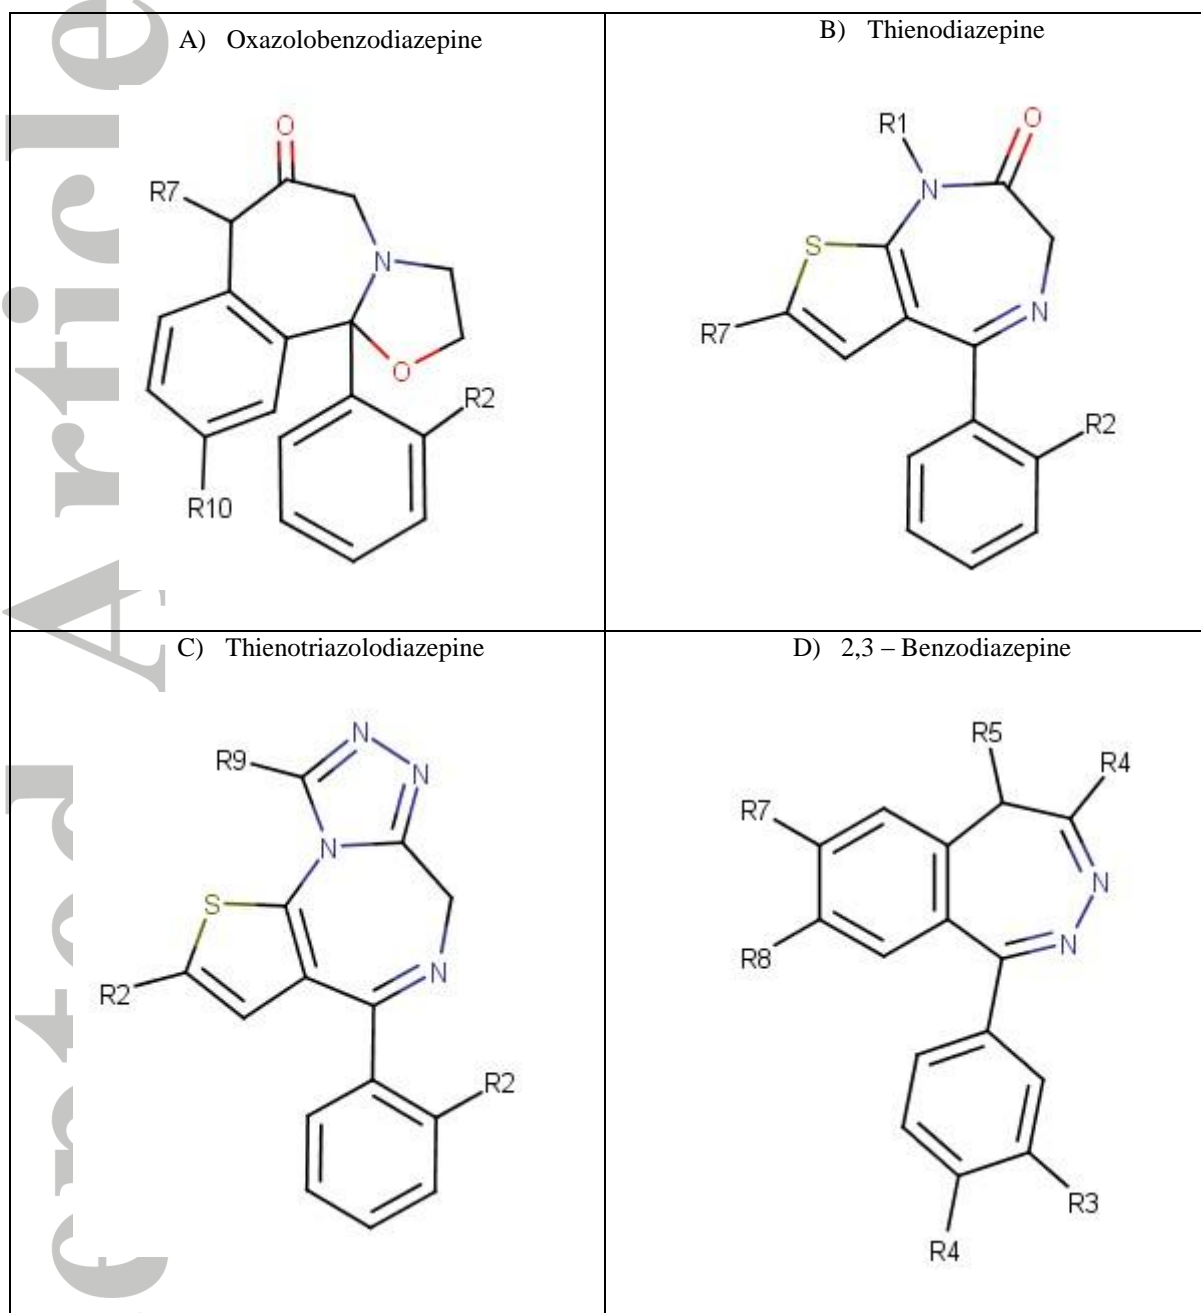 A) Oxazolobenzodiazepine
O
R7
N
O
R2
R10
B) Thienodiazepine
R1
O
N
S
N
R7
R2
C) Thienotriazolodiazepine
N
R9
N
N
S
N
R2
R2
D) 2,3 – Benzodiazepine
R5
R4
R7
N
N
R8
R3
R4
Article